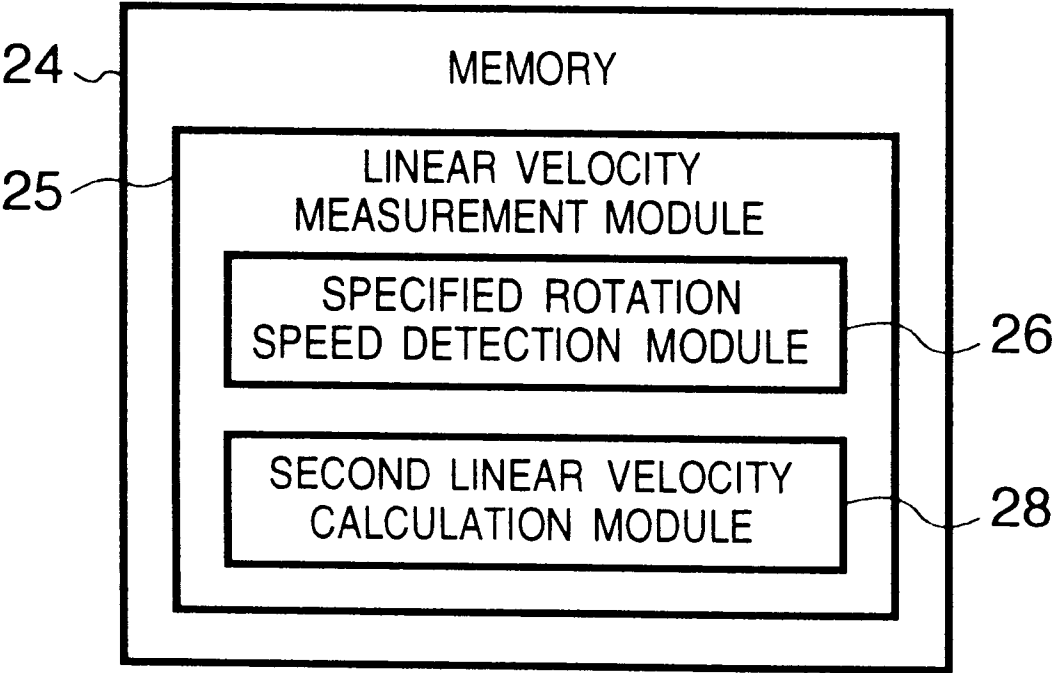 24
MEMORY
25
LINEAR VELOCITY
MEASUREMENT MODULE
SPECIFIED ROTATION
SPEED DETECTION MODULE
26
SECOND LINEAR VELOCITY
CALCULATION MODULE
28